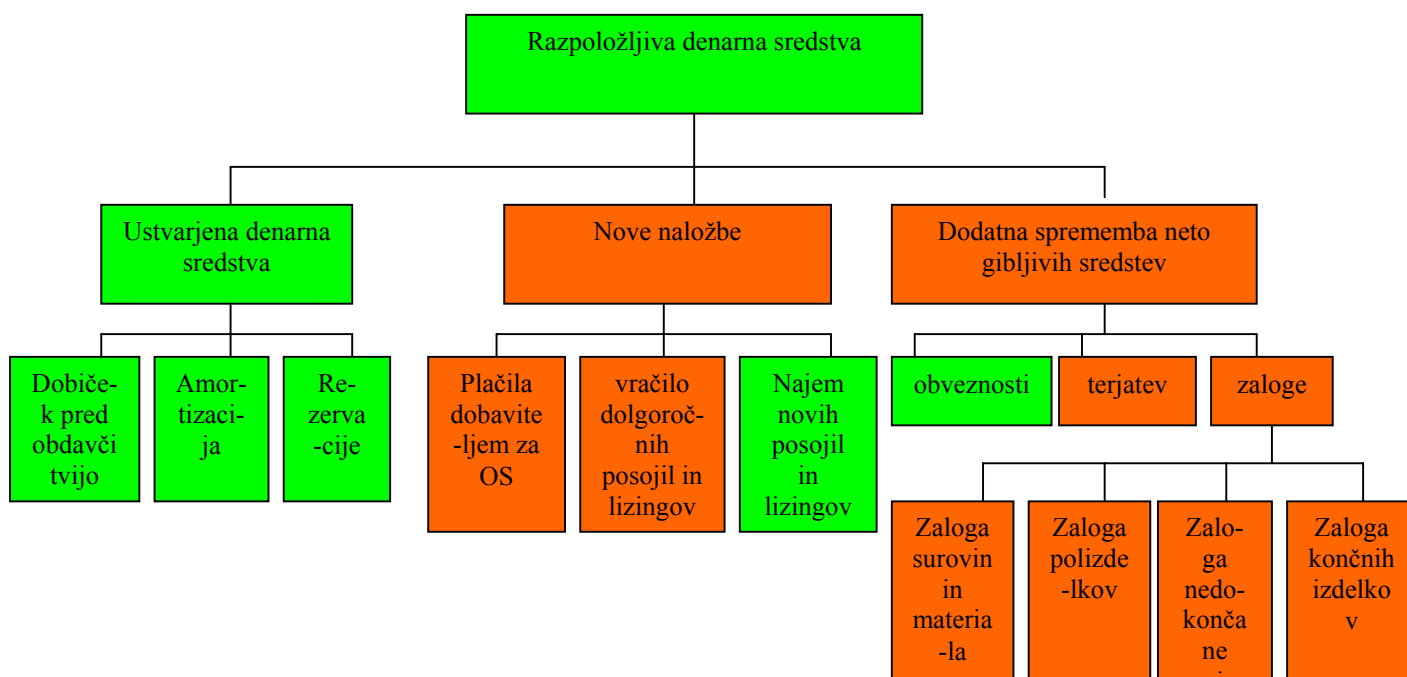 Razpoložljiva denarna sredstva
Ustvarjena denarna
sredstva
Nove naložbe
Dodatna sprememba neto
gibljivih sredstev
Dobiče-
k pred
obdavči
tvijo
Amor-
tizaci-
ja
Re-
zerva
-cije
Plačila
dobavite
-ljem za
OS
vračilo
dolgoroč-
nih
posojil in
lizingov
Najem
novih
posojil
in
lizingov
obveznosti
terjatev
zaloge
Zaloga
surovin
in
materia
-la
Zaloga
polizde
-lkov
Zalo-
ga
nedo-
konča
ne
Zaloga
končnih
izdelko
v